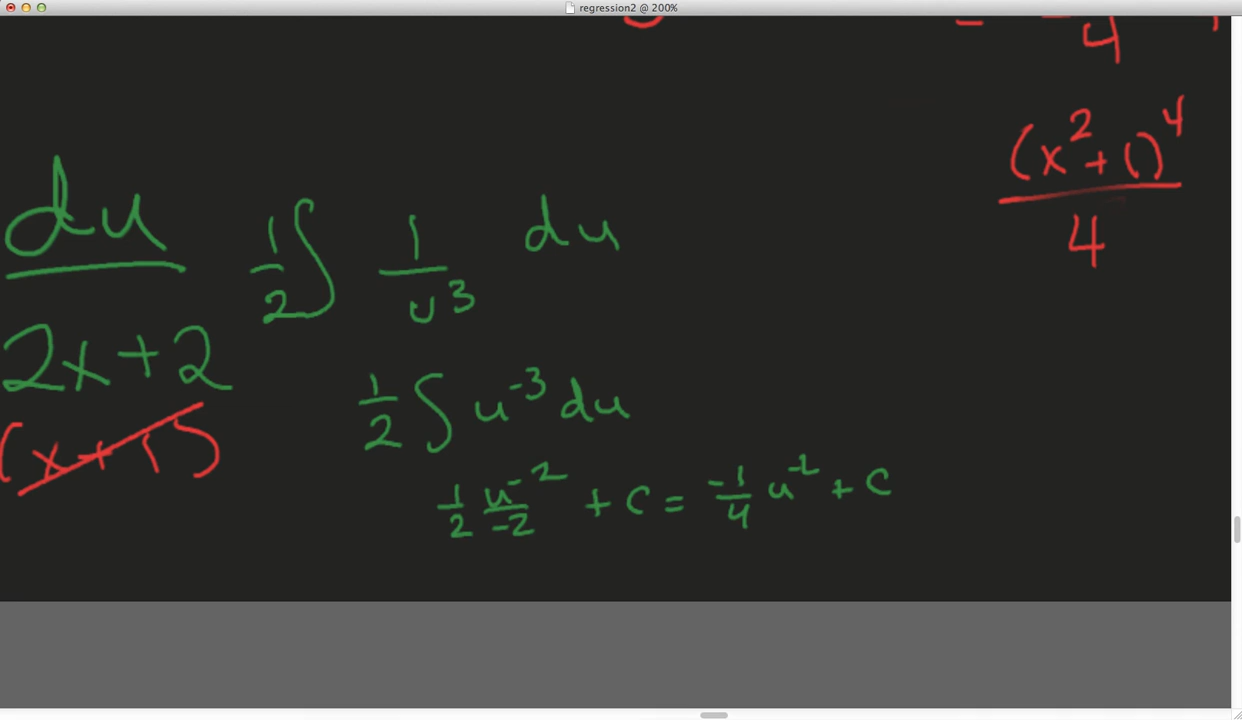 regression2 @ 200%
4
(x²+1)⁴
4
du
2x+2
(x+1)
1/2 ∫ 1/u³ du
1/2 ∫ u⁻³ du
1/2 u⁻²/-2 + C = -1/4 u⁻² + C